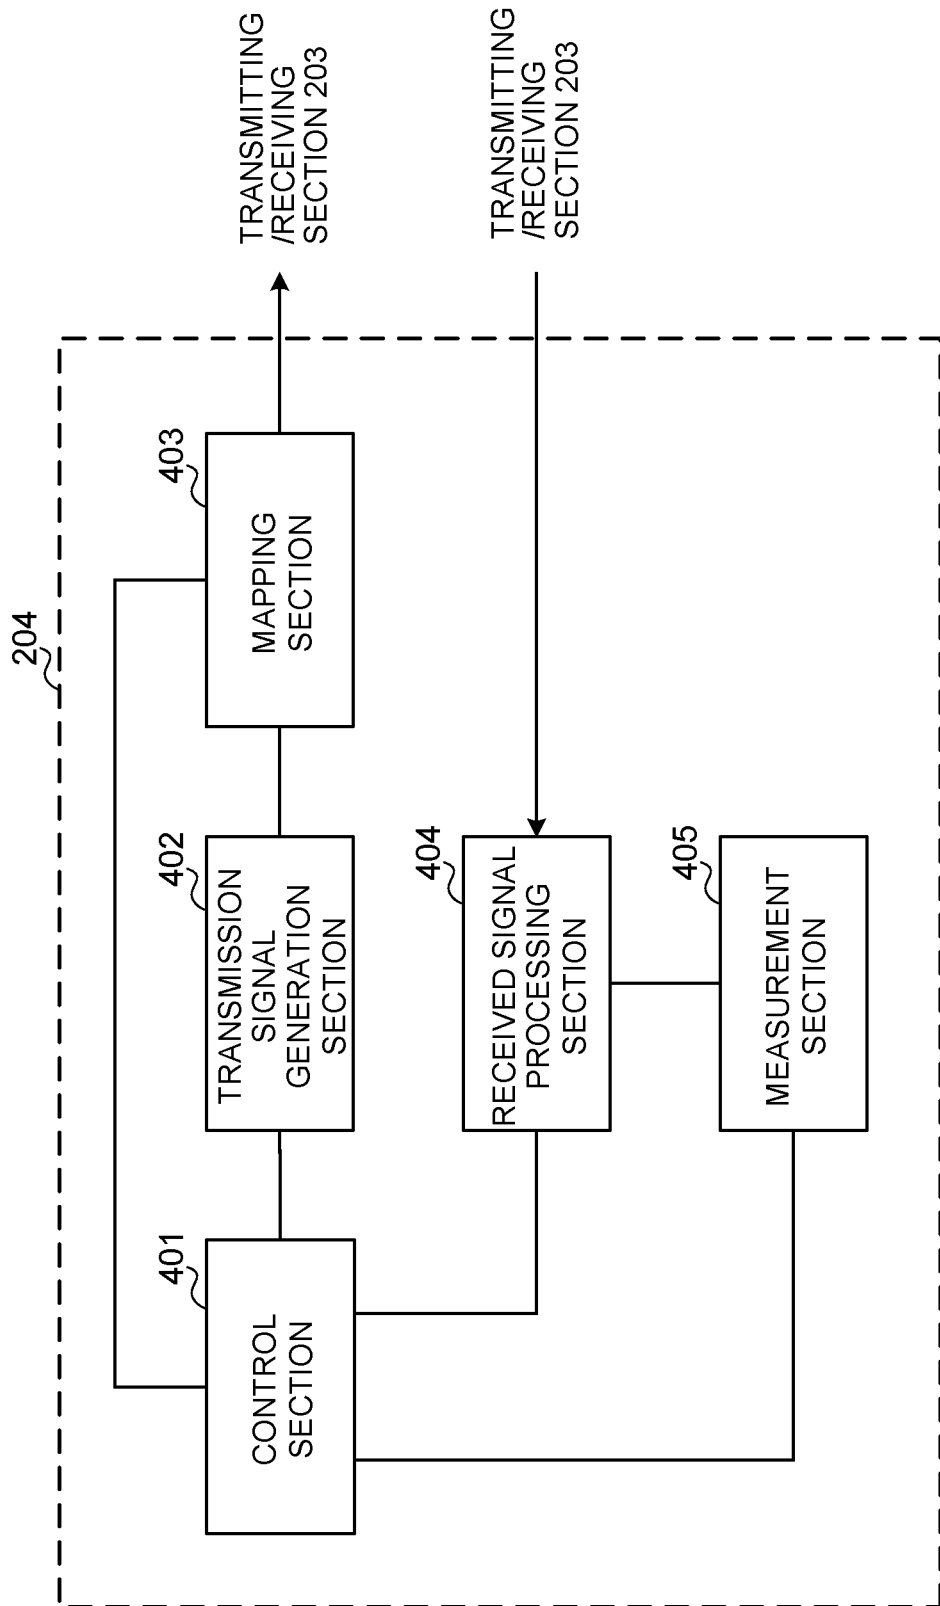 204
401
CONTROL
SECTION
402
TRANSMISSION
SIGNAL
GENERATION
SECTION
403
MAPPING
SECTION
TRANSMITTING
/RECEIVING
SECTION 203
404
RECEIVED SIGNAL
PROCESSING
SECTION
TRANSMITTING
/RECEIVING
SECTION 203
405
MEASUREMENT
SECTION